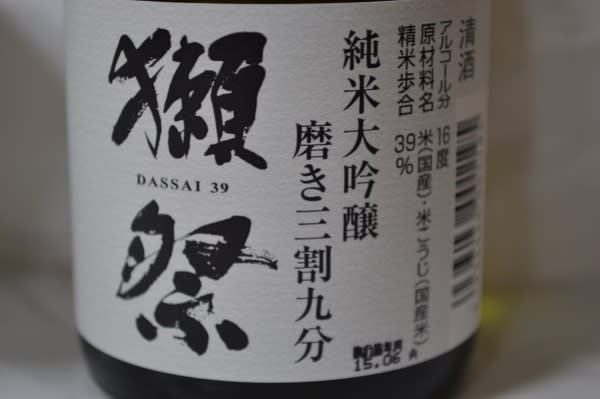 清酒
アルコール分 16度
原材料名 米(国産)・米こうじ(国産米)
精米歩合 39%
純米大吟醸
磨き三割九分
獺祭
DASSAI 39
15.06